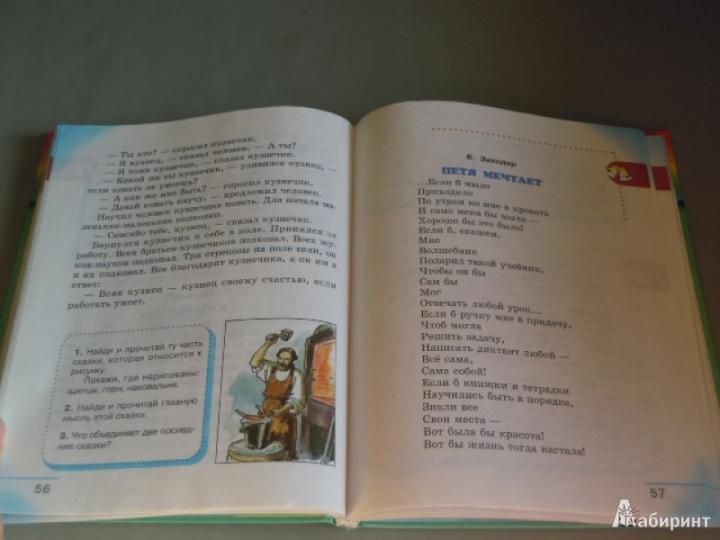 — Ты кто? — спросил кузнечик.
— Я кузнец, — сказал человек. — А ты?
— Я тоже кузнечик, — сказал кузнечик.
— Какой же ты кузнечик, — удивился кузнец, —
если ковать не умеешь?
— А как же мне быть? — спросил кузнечик.
— Давай ковать научу, — предложил человек. Для начала ма-
Научил человек кузнечика ковать.
ленькие-маленькие подковки.
— Спасибо тебе, кузнец, — сказал кузнечик.
Вернулся кузнечик к себе в поле. Принялся за
работу. Всех братьев-кузнечиков подковал. Всех жу-
ков-пауков подковал. Три стрекозы на поле сели, он
и их подковал. Все благодарят кузнечика, а он им в
ответ:
— Всяк кузнец — кузнец своему счастью, если
работать умеет.
1. Найди и прочитай ту часть
сказки, которая относится к
рисунку.
Покажи, где нарисованы:
щипцы, горн, наковальня.
2. Найди и прочитай главную
мысль этой сказки.
3. Что объединяет две послед-
ние сказки?
56
Б. Заходер
ПЕТЯ МЕЧТАЕТ
...Если б мыло
Приходило
По утрам ко мне в кровать
И само меня бы мыло —
Хорошо бы это было!
Если б, скажем,
Мне
Волшебник
Подарил такой учебник,
Чтобы он бы
Сам бы
Мог
Отвечать любой урок...
Если б ручку мне в придачу,
Чтоб могла
Решить задачу,
Написать диктант любой —
Всё сама,
Сама собой!
Если б книжки и тетрадки
Научились быть в порядке,
Знали все
Свои места —
Вот была бы красота!
Вот бы жизнь тогда настала!
57
Лабиринт